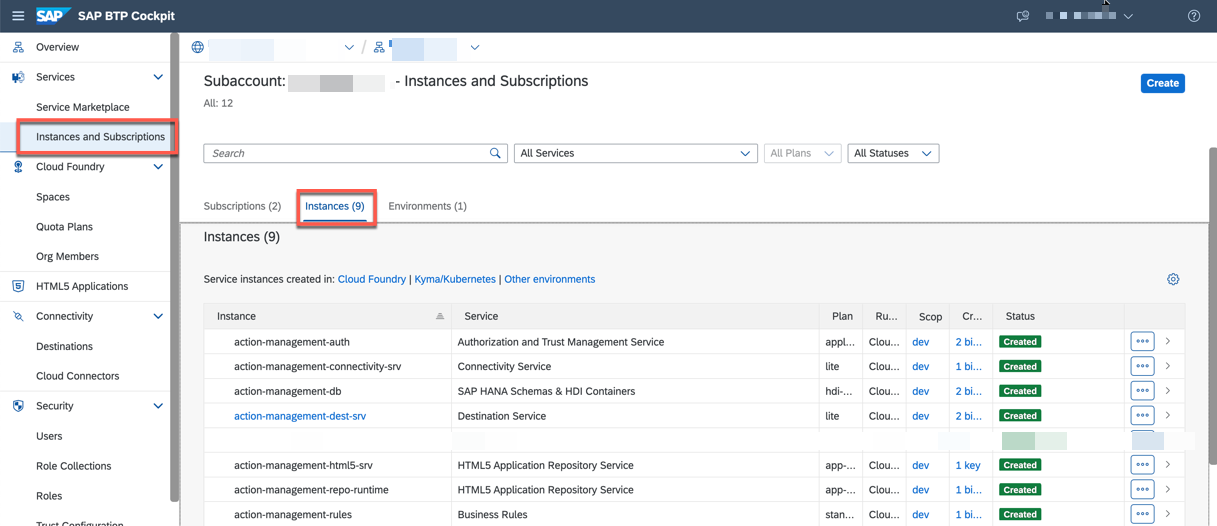 SAP SAP BTP Cockpit
Overview
Services
Service Marketplace
Instances and Subscriptions
Cloud Foundry
Spaces
Quota Plans
Org Members
HTML5 Applications
Connectivity
Destinations
Cloud Connectors
Security
Users
Role Collections
Roles
Trust Configuration
/
Subaccount: - Instances and Subscriptions
Create
All: 12
Search All Services All Plans All Statuses
Subscriptions (2) Instances (9) Environments (1)
Instances (9)
Service instances created in: Cloud Foundry | Kyma/Kubernetes | Other environments
Instance Service Plan Ru... Scop Cr... Status
action-management-auth Authorization and Trust Management Service appl... Clou... dev 2 bi... Created
action-management-connectivity-srv Connectivity Service lite Clou... dev 1 bi... Created
action-management-db SAP HANA Schemas & HDI Containers hdi-... Clou... dev 2 bi... Created
action-management-dest-srv Destination Service lite Clou... dev 2 bi... Created
action-management-html5-srv HTML5 Application Repository Service app-... Clou... dev 1 key Created
action-management-repo-runtime HTML5 Application Repository Service app-... Clou... dev 1 bi... Created
action-management-rules Business Rules stan... Clou... dev 1 bi... Created